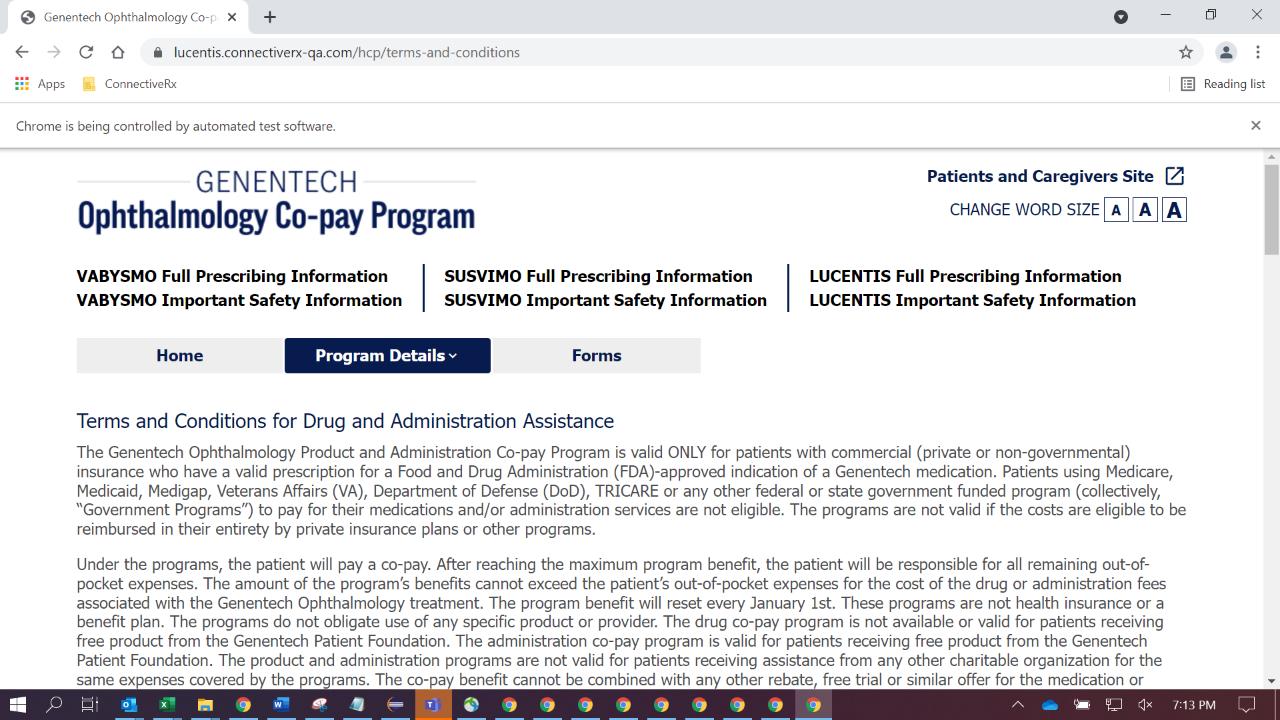 Genentech Ophthalmology Co-p
lucentis.connectiverx-qa.com/hcp/terms-and-conditions
Apps
ConnectiveRx
Reading list
Chrome is being controlled by automated test software.
GENENTECH
Ophthalmology Co-pay Program
Patients and Caregivers Site
CHANGE WORD SIZE A A A
VABYSMO Full Prescribing Information
VABYSMO Important Safety Information
SUSVIMO Full Prescribing Information
SUSVIMO Important Safety Information
LUCENTIS Full Prescribing Information
LUCENTIS Important Safety Information
Home
Program Details
Forms
Terms and Conditions for Drug and Administration Assistance
The Genentech Ophthalmology Product and Administration Co-pay Program is valid ONLY for patients with commercial (private or non-governmental)
insurance who have a valid prescription for a Food and Drug Administration (FDA)-approved indication of a Genentech medication. Patients using Medicare,
Medicaid, Medigap, Veterans Affairs (VA), Department of Defense (DoD), TRICARE or any other federal or state government funded program (collectively,
“Government Programs”) to pay for their medications and/or administration services are not eligible. The programs are not valid if the costs are eligible to be
reimbursed in their entirety by private insurance plans or other programs.
Under the programs, the patient will pay a co-pay. After reaching the maximum program benefit, the patient will be responsible for all remaining out-of-
pocket expenses. The amount of the program’s benefits cannot exceed the patient’s out-of-pocket expenses for the cost of the drug or administration fees
associated with the Genentech Ophthalmology treatment. The program benefit will reset every January 1st. These programs are not health insurance or a
benefit plan. The programs do not obligate use of any specific product or provider. The drug co-pay program is not available or valid for patients receiving
free product from the Genentech Patient Foundation. The administration co-pay program is valid for patients receiving free product from the Genentech
Patient Foundation. The product and administration programs are not valid for patients receiving assistance from any other charitable organization for the
same expenses covered by the programs. The co-pay benefit cannot be combined with any other rebate, free trial or similar offer for the medication or
7:13 PM